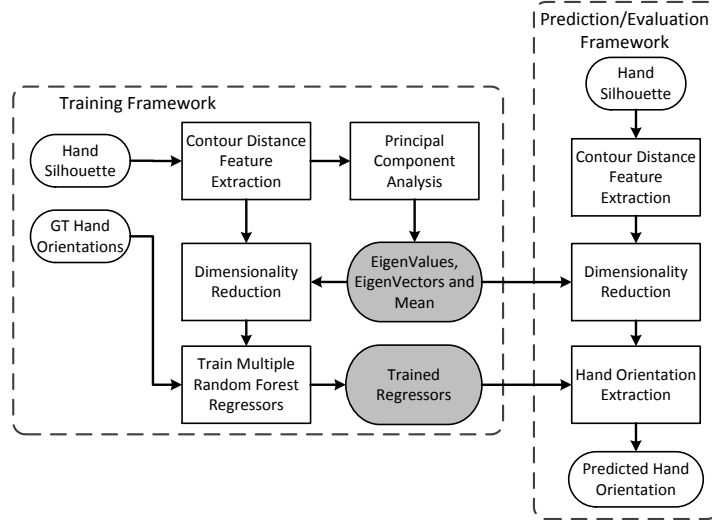 Training Framework
Hand
Silhouette
Contour Distance
Feature
Extraction
Principal
Component
Analysis
GT Hand
Orientations
Dimensionality
Reduction
EigenValues,
EigenVectors and
Mean
Train Multiple
Random Forest
Regressors
Trained
Regressors
Prediction/Evaluation
Framework
Hand
Silhouette
Contour Distance
Feature
Extraction
Dimensionality
Reduction
Hand Orientation
Extraction
Predicted Hand
Orientation